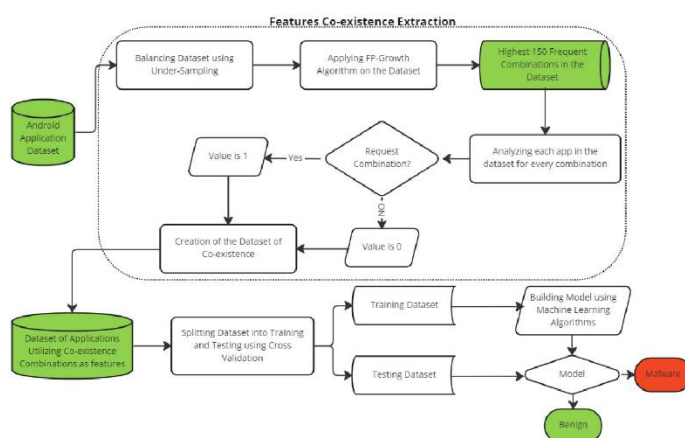 Features Co-existence Extraction
Balancing Dataset using
Under-Sampling
Applying FP-Growth
Algorithm on the Dataset
Highest 150 Frequent
Combinations in the
Dataset
Android
Application
Dataset
Value is 1
Yes
Request
Combination?
Analyzing each app in the
dataset for every combination
NO
Creation of the Dataset of
Co-existence
Value is 0
Dataset of Applications
Utilizing Co-existence
Combinations as features
Splitting Dataset into Training
and Testing using Cross
Validation
Training Dataset
Building Model using
Machine Learning
Algorithms
Testing Dataset
Model
Malware
Benign